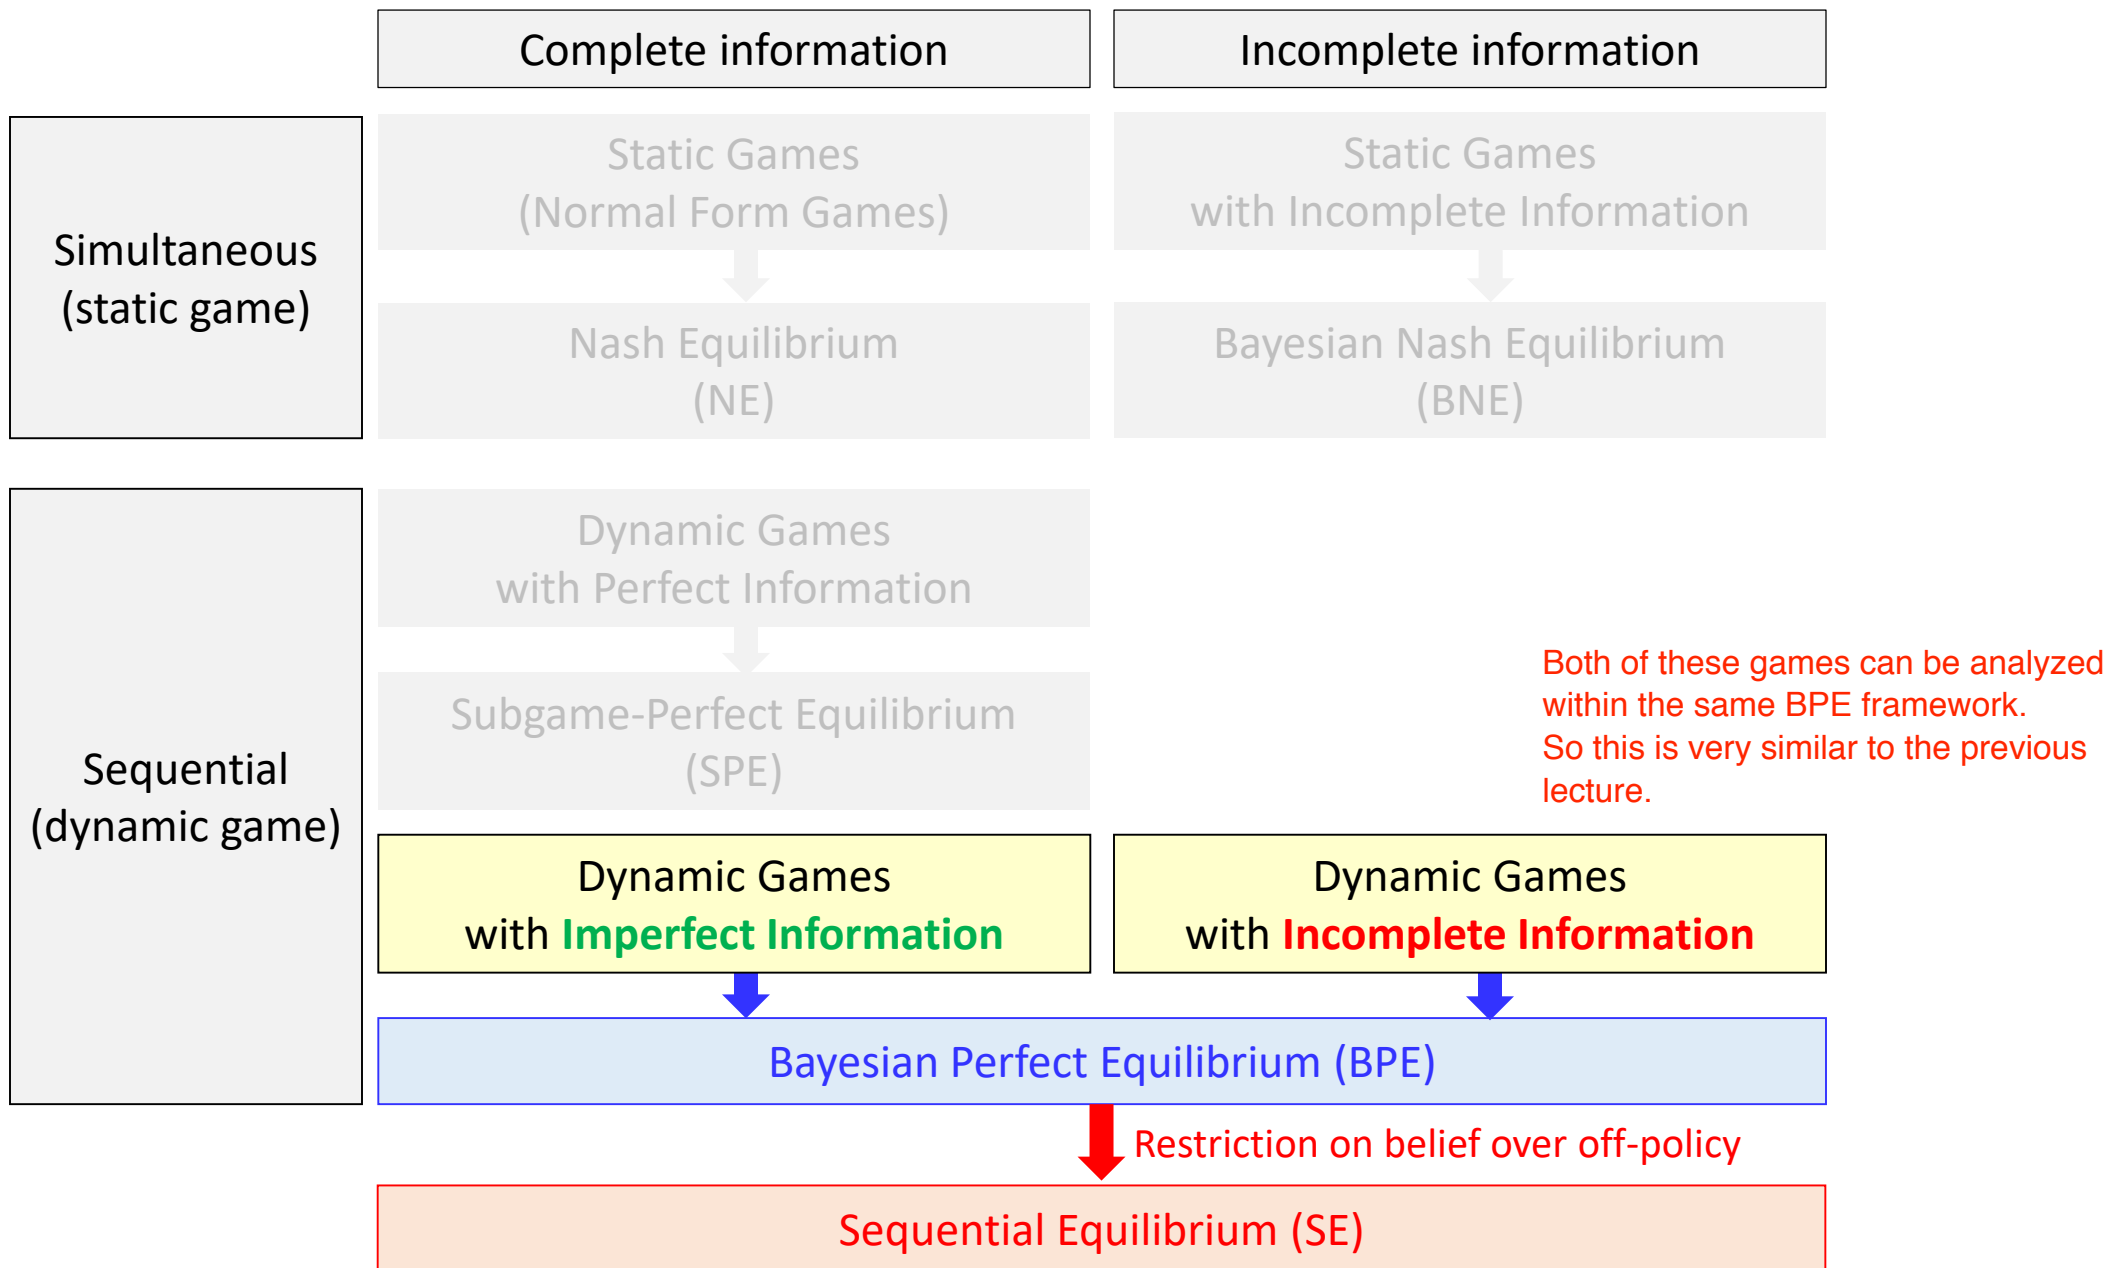 Complete information
Incomplete information
Simultaneous
(static game)
Static Games
(Normal Form Games)
Static Games
with Incomplete Information
Nash Equilibrium
(NE)
Bayesian Nash Equilibrium
(BNE)
Sequential
(dynamic game)
Dynamic Games
with Perfect Information
Subgame-Perfect Equilibrium
(SPE)
Both of these games can be analyzed
within the same BPE framework.
So this is very similar to the previous
lecture.
Dynamic Games
with Imperfect Information
Dynamic Games
with Incomplete Information
Bayesian Perfect Equilibrium (BPE)
Restriction on belief over off-policy
Sequential Equilibrium (SE)